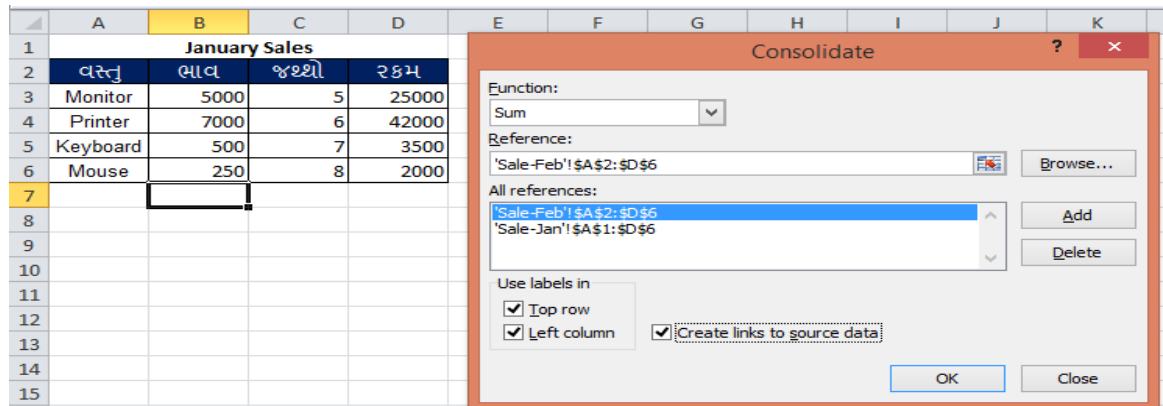 A B C D E F G H I J K
1 January Sales
2 વસ્તુ ભાવ જથ્થો રકમ
3 Monitor 5000 5 25000
4 Printer 7000 6 42000
5 Keyboard 500 7 3500
6 Mouse 250 8 2000
7
8
9
10
11
12
13
14
15
Consolidate ? ×
Function:
Sum
Reference:
'Sale-Feb'!$A$2:$D$6 Browse...
All references:
'Sale-Feb'!$A$2:$D$6 Add
'Sale-Jan'!$A$1:$D$6
Delete
Use labels in
Top row
Left column Create links to source data
OK Close